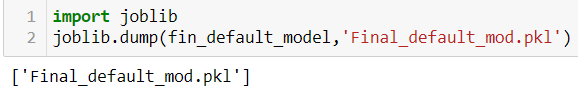 1 import joblib
2 joblib.dump(fin_default_model,'Final_default_mod.pkl')
['Final_default_mod.pkl']